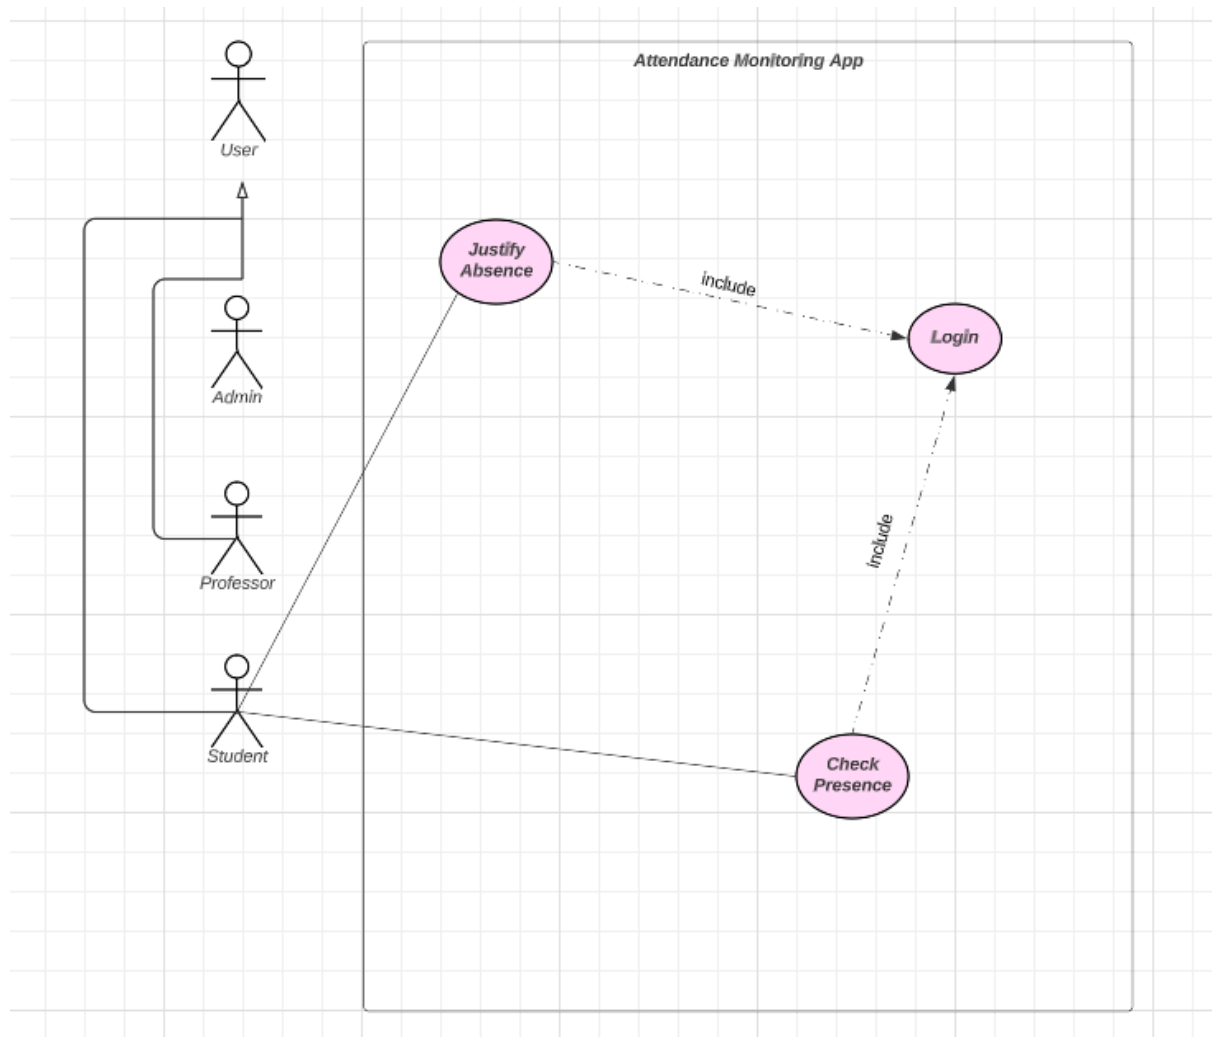 Attendance Monitoring App
User
Justify
Absence
include
Login
Admin
include
Professor
Student
Check
Presence